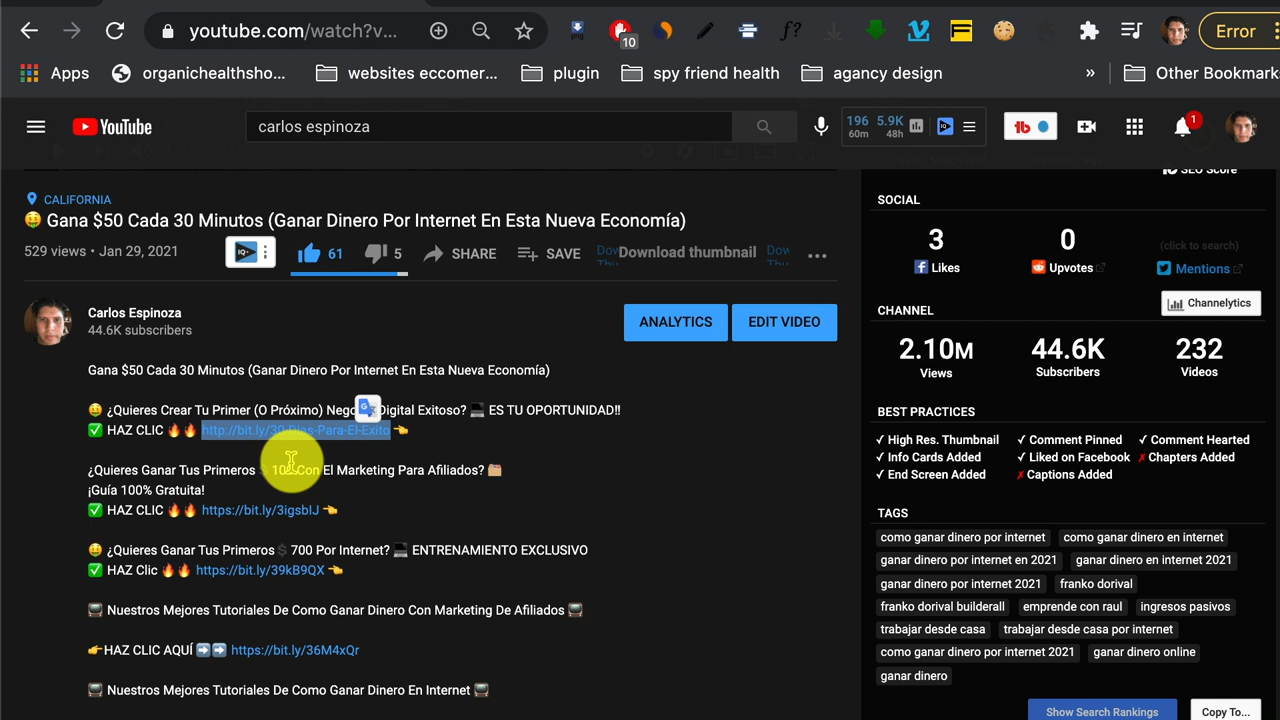 youtube.com/watch?v...
10
Error
Apps
organichealthsho...
websites eccomer...
plugin
spy friend health
agancy design
»
Other Bookmark
YouTube
carlos espinoza
196 5.9K
60m 48h
1
CALIFORNIA
🤑 Gana $50 Cada 30 Minutos (Ganar Dinero Por Internet En Esta Nueva Economía)
529 views • Jan 29, 2021
IQ
61
5
SHARE
SAVE
Download thumbnail
Carlos Espinoza
44.6K subscribers
ANALYTICS
EDIT VIDEO
Gana $50 Cada 30 Minutos (Ganar Dinero Por Internet En Esta Nueva Economía)
🤑 ¿Quieres Crear Tu Primer (O Próximo) Nego Digital Exitoso? 💻 ES TU OPORTUNIDAD!!
✅ HAZ CLIC 🔥🔥 http://bit.ly/30-Dias-Para-El-Exito 👈
¿Quieres Ganar Tus Primeros $ 10 Con El Marketing Para Afiliados?
¡Guía 100% Gratuita!
✅ HAZ CLIC 🔥🔥 https://bit.ly/3igsbIJ 👈
🤑 ¿Quieres Ganar Tus Primeros 💲700 Por Internet? 💻 ENTRENAMIENTO EXCLUSIVO
✅ HAZ Clic 🔥🔥 https://bit.ly/39kB9QX 👈
📺 Nuestros Mejores Tutoriales De Como Ganar Dinero Con Marketing De Afiliados 📺
👉HAZ CLIC AQUÍ ➡️➡️ https://bit.ly/36M4xQr
📺 Nuestros Mejores Tutoriales De Como Ganar Dinero En Internet 📺
SEO Score
SOCIAL
3
Likes
0
Upvotes
(click to search)
Mentions
CHANNEL
Channelytics
2.10M
Views
44.6K
Subscribers
232
Videos
BEST PRACTICES
✓ High Res. Thumbnail ✓ Comment Pinned ✓ Comment Hearted
✓ Info Cards Added ✓ Liked on Facebook ✗ Chapters Added
✓ End Screen Added ✗ Captions Added
TAGS
como ganar dinero por internet
como ganar dinero en internet
ganar dinero por internet en 2021
ganar dinero en internet 2021
ganar dinero por internet 2021
franko dorival
franko dorival builderall
emprende con raul
ingresos pasivos
trabajar desde casa
trabajar desde casa por internet
como ganar dinero por internet 2021
ganar dinero online
ganar dinero
Show Search Rankings
Copy To...